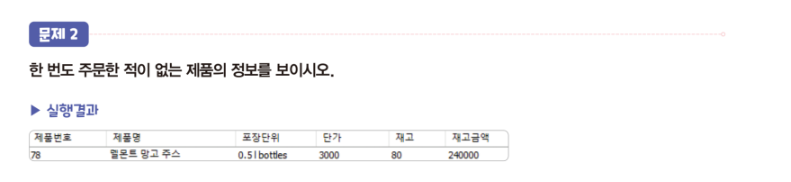 문제 2
한 번도 주문한 적이 없는 제품의 정보를 보이시오.
▶ 실행결과
제품번호 제품명 포장단위 단가 재고 재고금액
78 델몬트 망고 주스 0.5 l bottles 3000 80 240000